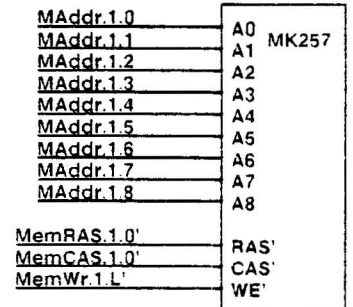 MAddr.1.0 A0 MK257
MAddr.1.1 A1
MAddr.1.2 A2
MAddr.1.3 A3
MAddr.1.4 A4
MAddr.1.5 A5
MAddr.1.6 A6
MAddr.1.7 A7
MAddr.1.8 A8
MemRAS.1.0' RAS'
MemCAS.1.0' CAS'
MemWr.1.L' WE'